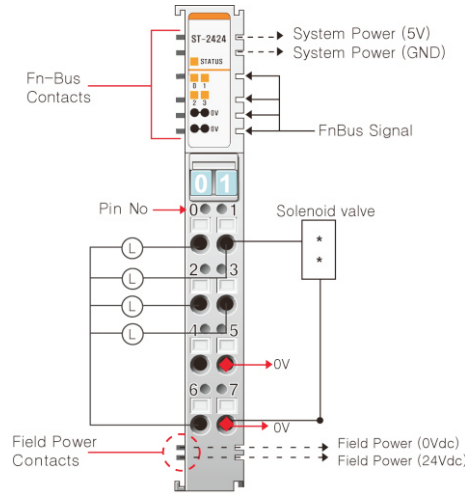 System Power (5V)
ST-2424
System Power (GND)
STATUS
Fn-Bus
Contacts
0 1
2 3
0V
0V
FnBus Signal
0 1
Pin No
0 1
Solenoid valve
L
*
*
2 3
L
L
L
4 5
0V
6 7
0V
Field Power
Contacts
Field Power (0Vdc)
Field Power (24Vdc)